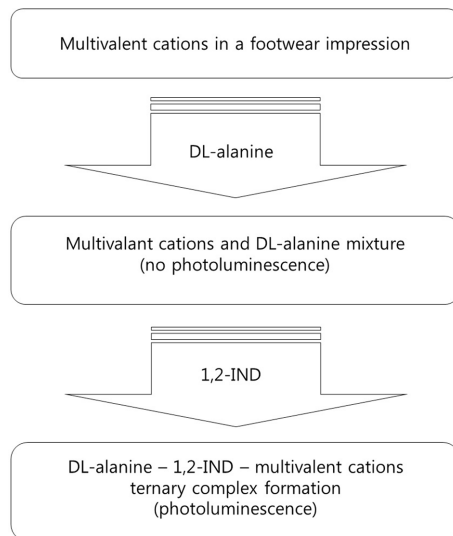 Multivalent cations in a footwear impression
DL-alanine
Multivalant cations and DL-alanine mixture
(no photoluminescence)
1,2-IND
DL-alanine – 1,2-IND – multivalent cations
ternary complex formation
(photoluminescence)